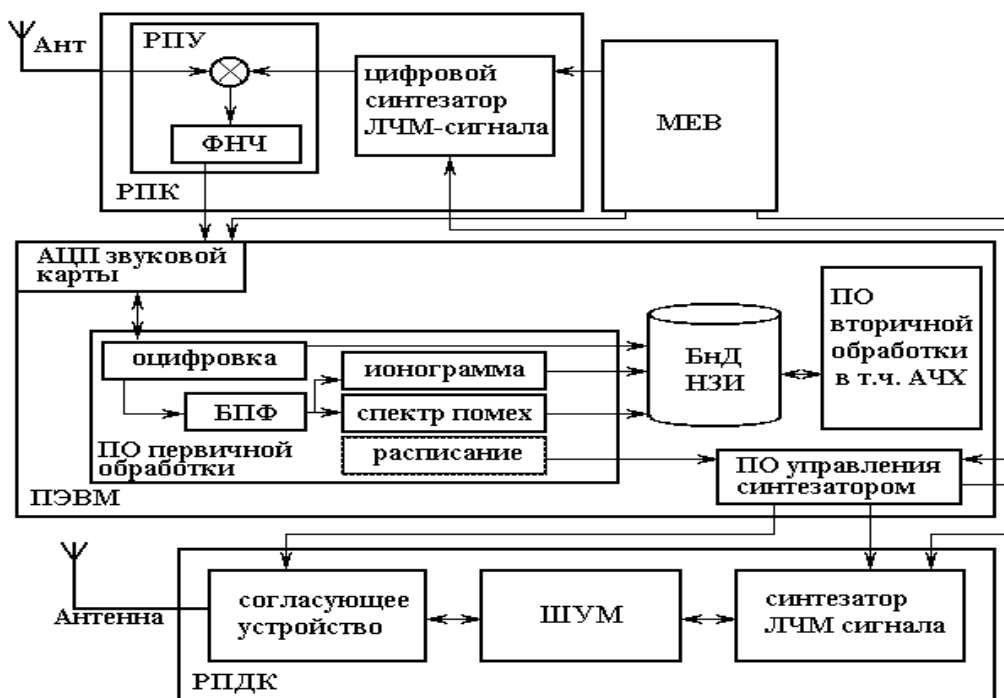 Ант
РПУ
ФНЧ
РПК
цифровой
синтезатор
ЛЧМ-сигнала
МЕВ
АЦП звуковой
карты
оцифровка
БПФ
ионограмма
спектр помех
расписание
ПО первичной
обработки
ПЭВМ
БнД
НЗИ
ПО
вторичной
обработки
в т.ч. АЧХ
ПО управления
синтезатором
Антенна
согласующее
устройство
ШУМ
синтезатор
ЛЧМ сигнала
РПДК